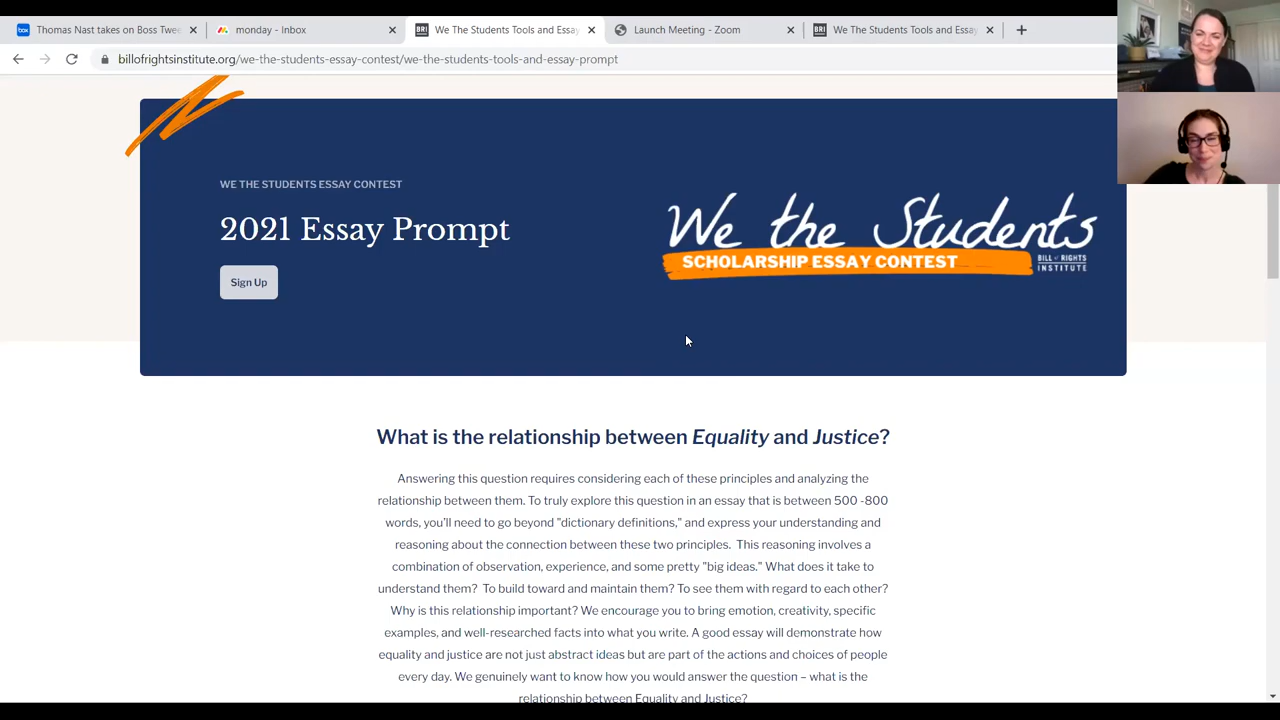 Thomas Nast takes on Boss Twee
monday - Inbox
We The Students Tools and Essay
Launch Meeting - Zoom
We The Students Tools and Essay
billofrightsinstitute.org/we-the-students-essay-contest/we-the-students-tools-and-essay-prompt
WE THE STUDENTS ESSAY CONTEST
2021 Essay Prompt
Sign Up
We the Students
SCHOLARSHIP ESSAY CONTEST
BILL of RIGHTS
INSTITUTE
What is the relationship between Equality and Justice?
Answering this question requires considering each of these principles and analyzing the
relationship between them. To truly explore this question in an essay that is between 500 -800
words, you'll need to go beyond "dictionary definitions," and express your understanding and
reasoning about the connection between these two principles. This reasoning involves a
combination of observation, experience, and some pretty "big ideas." What does it take to
understand them? To build toward and maintain them? To see them with regard to each other?
Why is this relationship important? We encourage you to bring emotion, creativity, specific
examples, and well-researched facts into what you write. A good essay will demonstrate how
equality and justice are not just abstract ideas but are part of the actions and choices of people
every day. We genuinely want to know how you would answer the question – what is the
relationship between Equality and Justice?